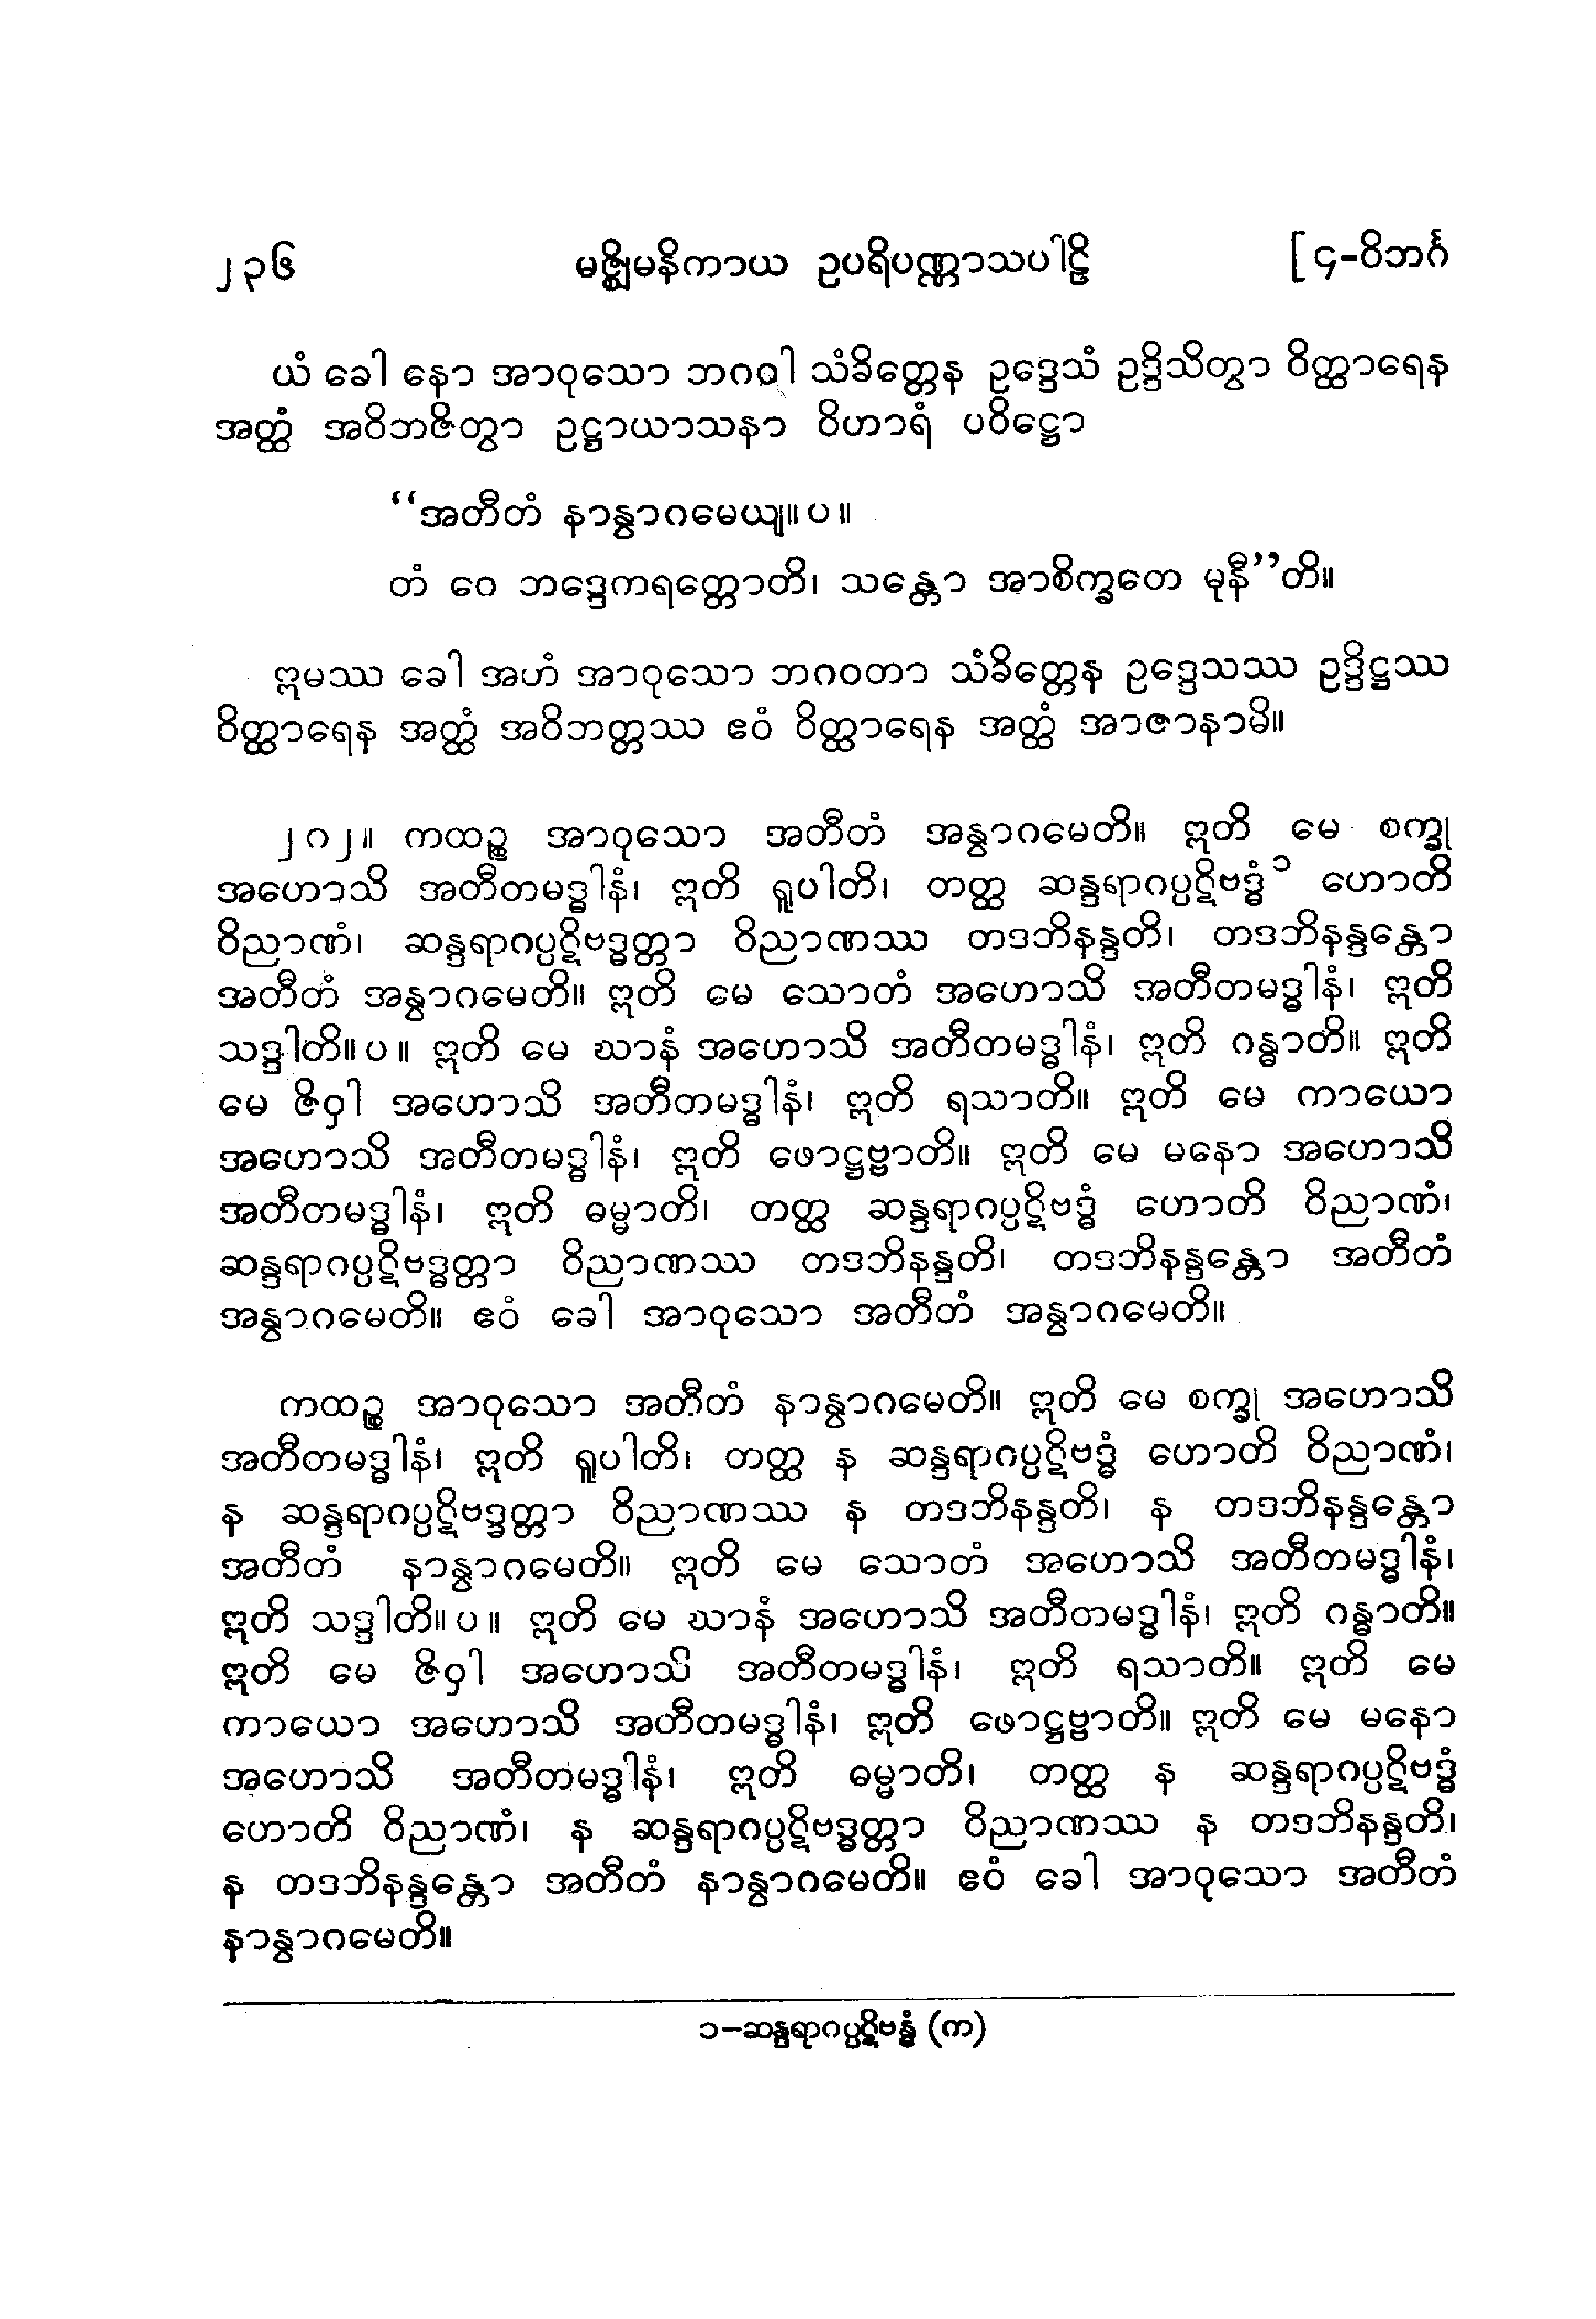 ၂၃၆ မဇ္ဈိမနိကာယ ဥပရိပဏ္ဏာသပါဠိ [၄-ဝိဘင်္ဂ
ယံ ခေါ နော အာဝုသော ဘဂဝါ သံခိတ္တေန ဥဒ္ဒေသံ ဥဒ္ဒိသိတွာ ဝိတ္ထာရေန
အတ္ထံ အဝိဘဇိတွာ ဥဋ္ဌာယာသနာ ဝိဟာရံ ပဝိဋ္ဌော
“အတီတံ နာနွာဂမေယျ။ ပ ။
တံ ဝေ ဘဒ္ဒေကရတ္တောတိ၊ သန္တော အာစိက္ခတေ မုနီ”တိ။
ဣမဿ ခေါ အဟံ အာဝုသော ဘဂဝတာ သံခိတ္တေန ဥဒ္ဒေသဿ ဥဒ္ဒိဋ္ဌဿ
ဝိတ္ထာရေန အတ္ထံ အဝိဘတ္တဿ ဧဝံ ဝိတ္ထာရေန အတ္ထံ အာဇာနာမိ။
၂၇၂။ ကထဉ္စ အာဝုသော အတီတံ အနွာဂမေတိ။ ဣတိ မေ စက္ခု
အဟောသိ အတီတမဒ္ဓါနံ၊ ဣတိ ရူပါတိ၊ တတ္ထ ဆန္ဒရာဂပ္ပဋိဗဒ္ဓံ ၁ ဟောတိ
ဝိညာဏံ၊ ဆန္ဒရာဂပ္ပဋိဗဒ္ဓတ္တာ ဝိညာဏဿ တဒဘိနန္ဒတိ၊ တဒဘိနန္ဒန္တော
အတီတံ အနွာဂမေတိ။ ဣတိ မေ သောတံ အဟောသိ အတီတမဒ္ဓါနံ၊ ဣတိ
သဒ္ဒါတိ။ ပ ။ ဣတိ မေ ဃာနံ အဟောသိ အတီတမဒ္ဓါနံ၊ ဣတိ ဂန္ဓာတိ။ ဣတိ
မေ ဇိဝှါ အဟောသိ အတီတမဒ္ဓါနံ၊ ဣတိ ရသာတိ။ ဣတိ မေ ကာယော
အဟောသိ အတီတမဒ္ဓါနံ၊ ဣတိ ဖောဋ္ဌဗ္ဗာတိ။ ဣတိ မေ မနော အဟောသိ
အတီတမဒ္ဓါနံ၊ ဣတိ ဓမ္မာတိ၊ တတ္ထ ဆန္ဒရာဂပ္ပဋိဗဒ္ဓံ ဟောတိ ဝိညာဏံ၊
ဆန္ဒရာဂပ္ပဋိဗဒ္ဓတ္တာ ဝိညာဏဿ တဒဘိနန္ဒတိ၊ တဒဘိနန္ဒန္တော အတီတံ
အနွာဂမေတိ။ ဧဝံ ခေါ အာဝုသော အတီတံ အနွာဂမေတိ။
ကထဉ္စ အာဝုသော အတီတံ နာနွာဂမေတိ။ ဣတိ မေ စက္ခု အဟောသိ
အတီတမဒ္ဓါနံ၊ ဣတိ ရူပါတိ၊ တတ္ထ န ဆန္ဒရာဂပ္ပဋိဗဒ္ဓံ ဟောတိ ဝိညာဏံ၊
န ဆန္ဒရာဂပ္ပဋိဗဒ္ဓတ္တာ ဝိညာဏဿ န တဒဘိနန္ဒတိ၊ န တဒဘိနန္ဒန္တော
အတီတံ နာနွာဂမေတိ။ ဣတိ မေ သောတံ အဟောသိ အတီတမဒ္ဓါနံ၊
ဣတိ သဒ္ဒါတိ။ ပ ။ ဣတိ မေ ဃာနံ အဟောသိ အတီတမဒ္ဓါနံ၊ ဣတိ ဂန္ဓာတိ။
ဣတိ မေ ဇိဝှါ အဟောသိ အတီတမဒ္ဓါနံ၊ ဣတိ ရသာတိ။ ဣတိ မေ
ကာယော အဟောသိ အတီတမဒ္ဓါနံ၊ ဣတိ ဖောဋ္ဌဗ္ဗာတိ။ ဣတိ မေ မနော
အဟောသိ အတီတမဒ္ဓါနံ၊ ဣတိ ဓမ္မာတိ၊ တတ္ထ န ဆန္ဒရာဂပ္ပဋိဗဒ္ဓံ
ဟောတိ ဝိညာဏံ၊ န ဆန္ဒရာဂပ္ပဋိဗဒ္ဓတ္တာ ဝိညာဏဿ န တဒဘိနန္ဒတိ၊
န တဒဘိနန္ဒန္တော အတီတံ နာနွာဂမေတိ။ ဧဝံ ခေါ အာဝုသော အတီတံ
နာနွာဂမေတိ။
၁-ဆန္ဒရာဂပ္ပဋိဗန္ဓံ (က)